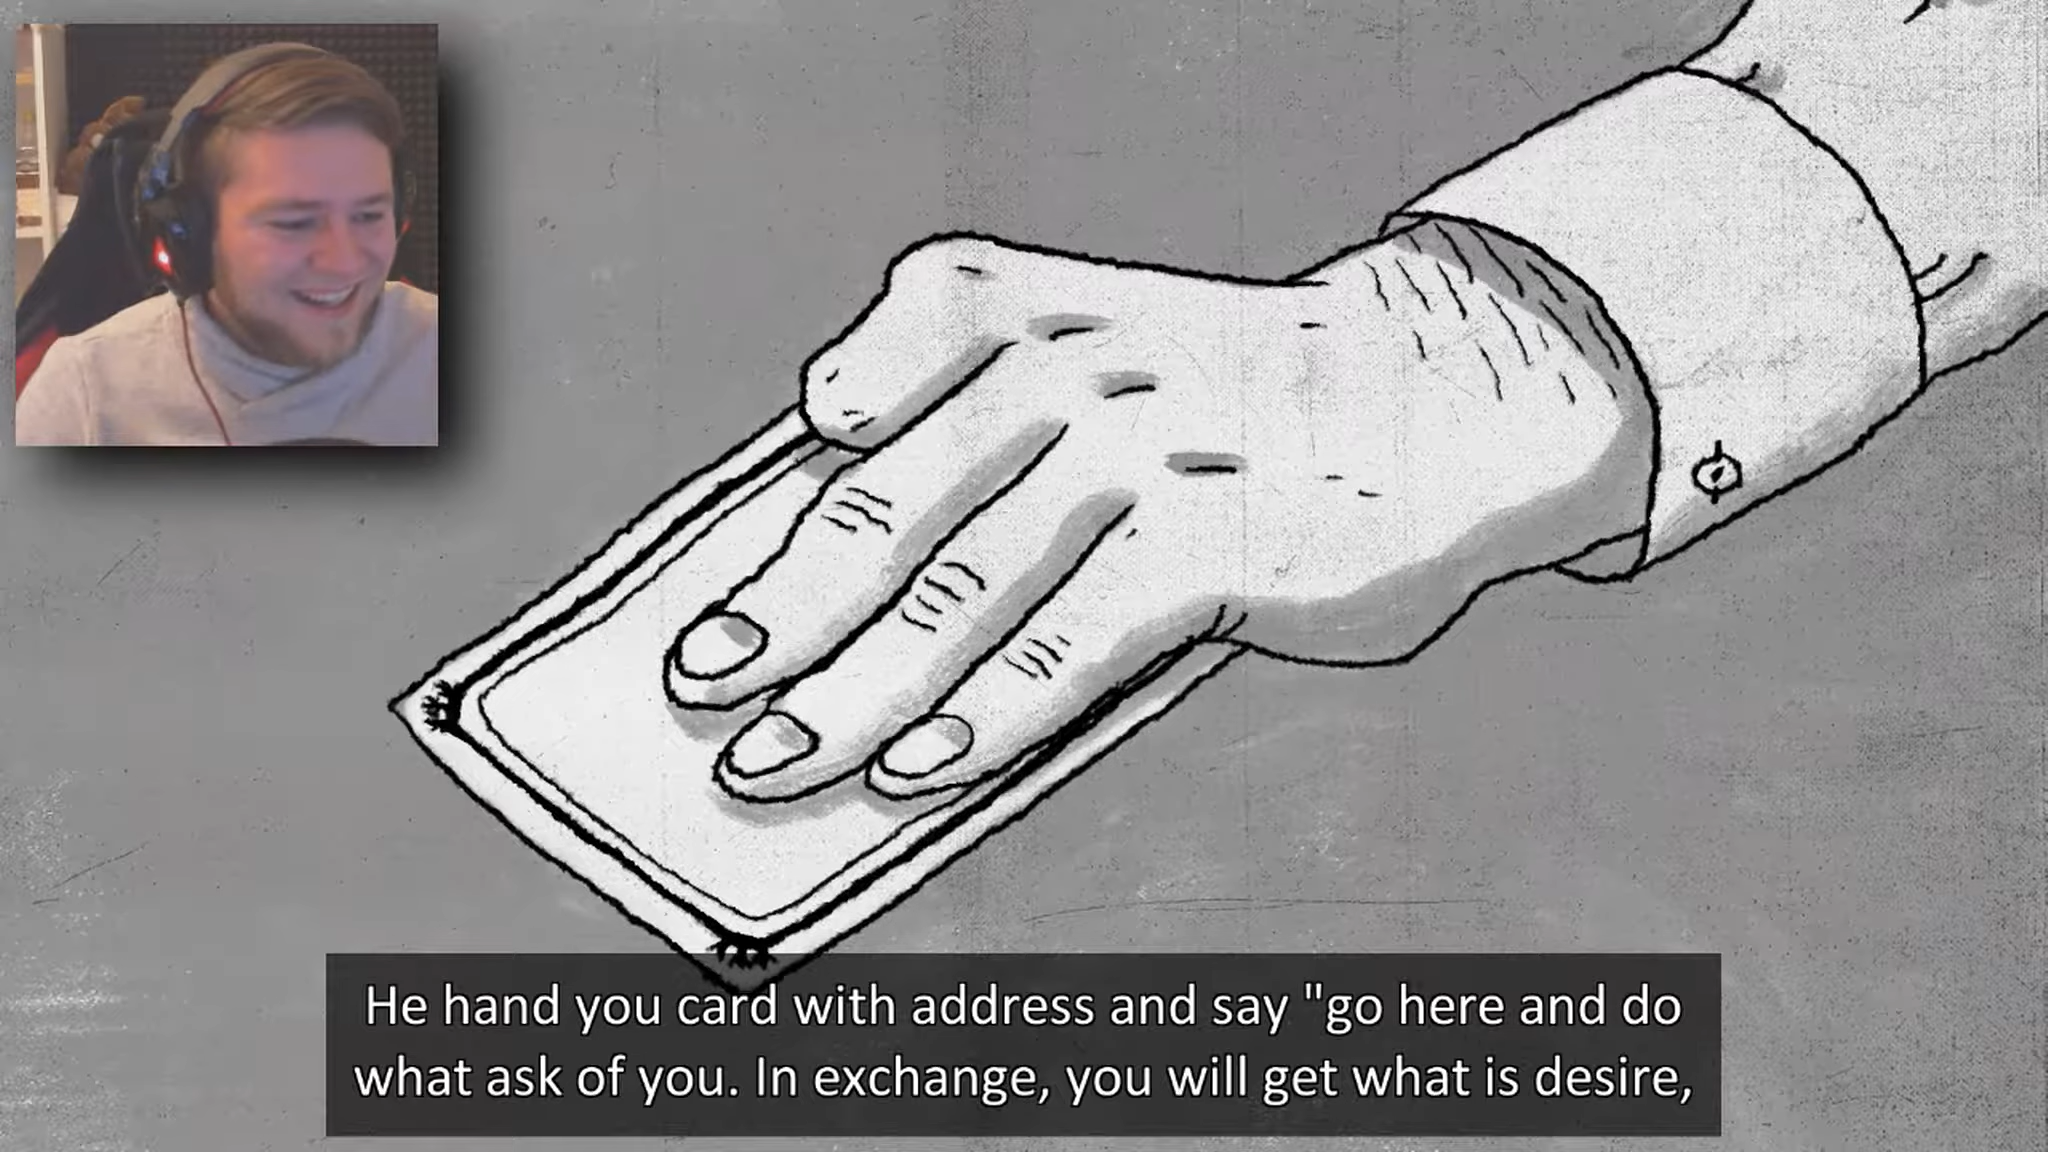 He hand you card with address and say "go here and do
what ask of you. In exchange, you will get what is desire,